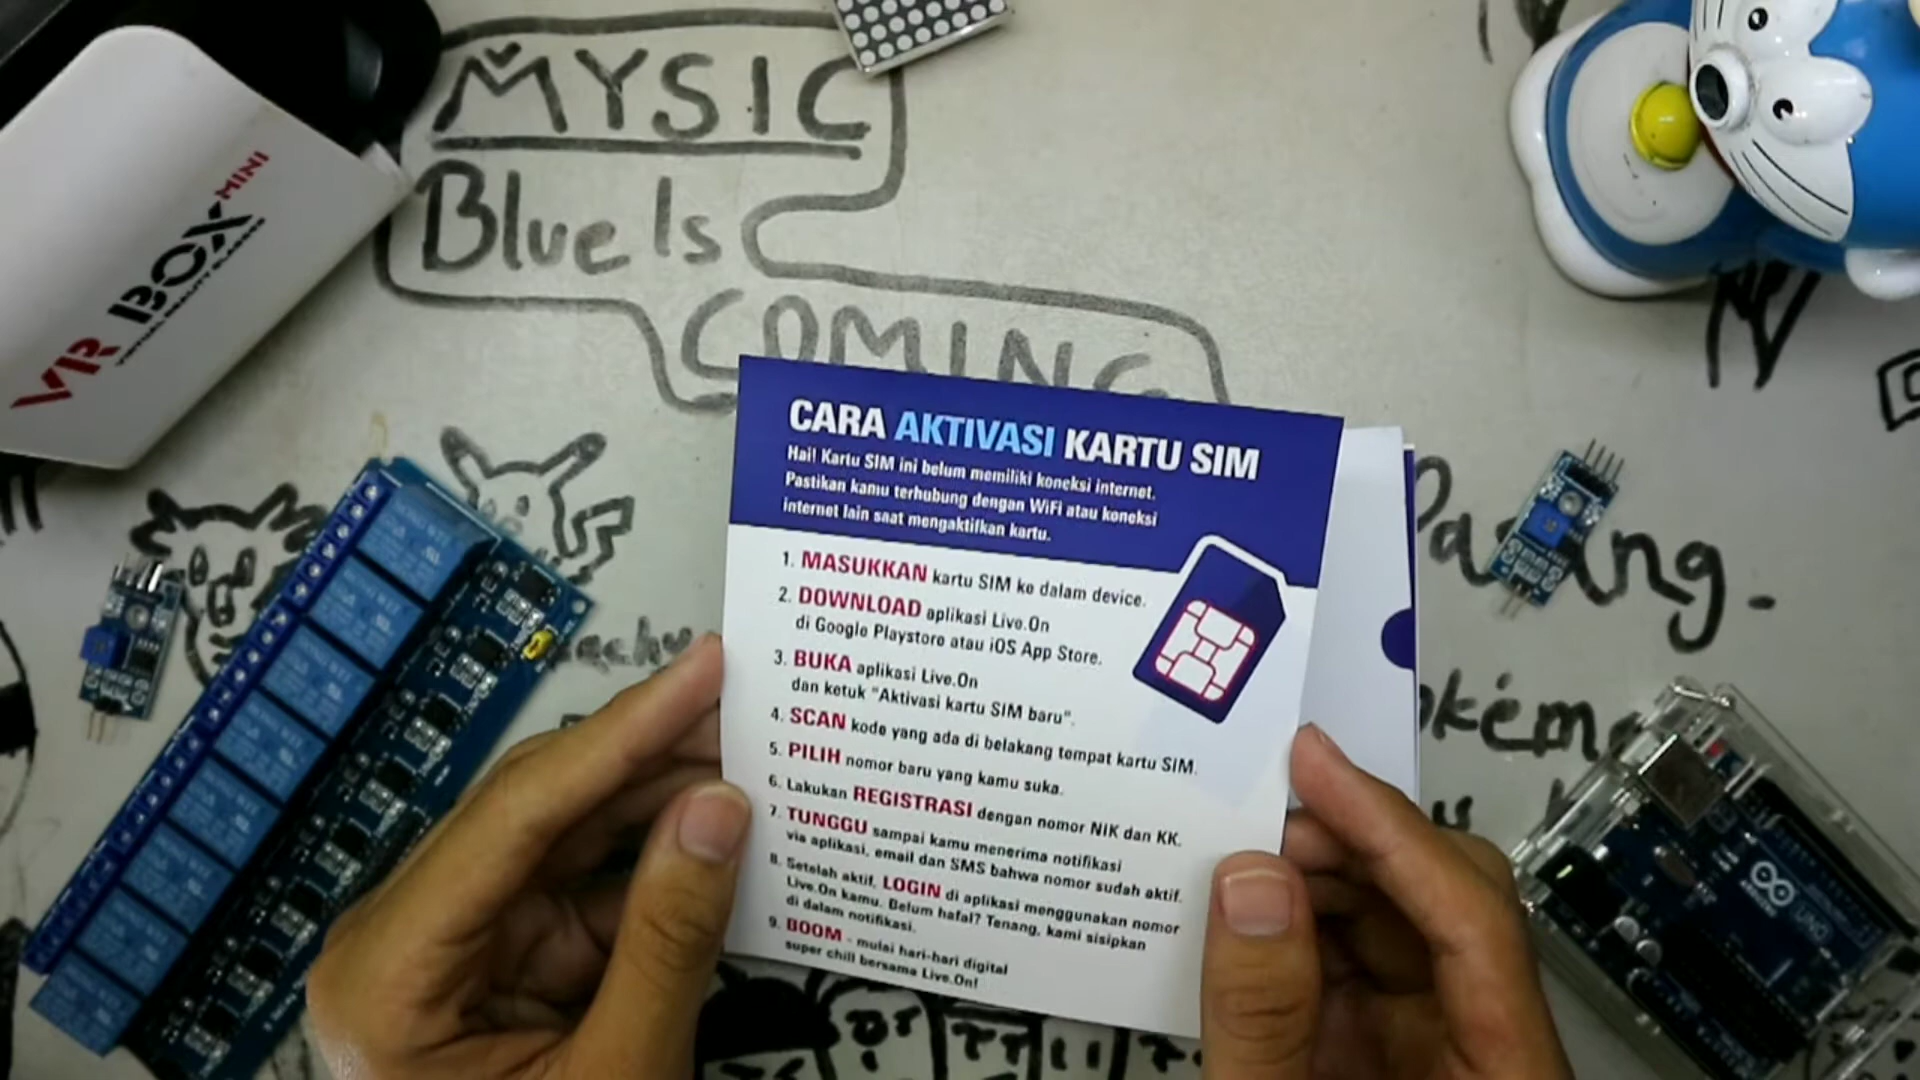 MYSIC
Blue Is
COMING
VR BOX MINI
CARA AKTIVASI KARTU SIM
Hai! Kartu SIM ini belum memiliki koneksi internet.
Pastikan kamu terhubung dengan WiFi atau koneksi
internet lain saat mengaktifkan kartu.
1. MASUKKAN kartu SIM ke dalam device.
2. DOWNLOAD aplikasi Live.On
di Google Playstore atau iOS App Store.
3. BUKA aplikasi Live.On
dan ketuk "Aktivasi kartu SIM baru".
4. SCAN kode yang ada di belakang tempat kartu SIM.
5. PILIH nomor baru yang kamu suka.
6. Lakukan REGISTRASI dengan nomor NIK dan KK.
7. TUNGGU sampai kamu menerima notifikasi
via aplikasi, email dan SMS bahwa nomor sudah aktif.
8. Setelah aktif, LOGIN di aplikasi menggunakan nomor
Live.On kamu. Belum hafal? Tenang, kami sisipkan
di dalam notifikasi.
9. BOOM - mulai hari-hari digital
super chill bersama Live.On!
UNO